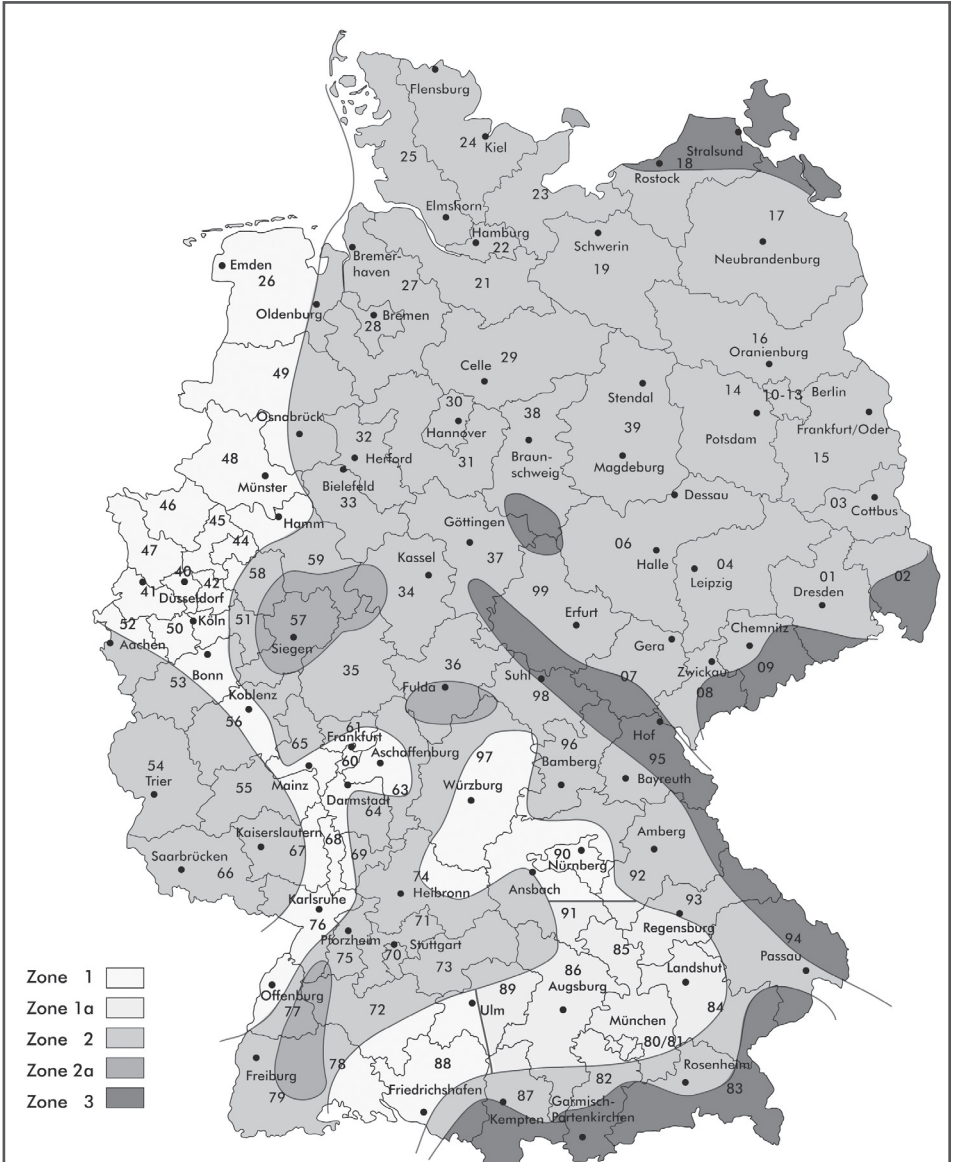 Flensburg
24
Kiel
25
Stralsund
18
Rostock
23
Elmshorn
Hamburg
22
17
Schwerin
19
Neubrandenburg
Emden
26
Bremer-
haven
27
21
Oldenburg
28
Bremen
16
Oranienburg
29
Celle
49
14
10-13
Berlin
Stendal
30
Hannover
38
Osnabrück
32
39
Potsdam
Frankfurt/Oder
48
Herford
31
Braun-
schweig
Magdeburg
15
Münster
Bielefeld
33
Dessau
03
Cottbus
46
45
Hamm
Göttingen
44
47
59
Kassel
37
06
Halle
04
Leipzig
40
42
58
41
Düsseldorf
34
99
01
Dresden
02
52
50
Köln
51
57
Siegen
Erfurt
Gera
Chemnitz
Aachen
Bonn
35
36
Suhl
07
Zwickau
09
53
Koblenz
Fulda
98
08
56
61
Frankfurt
65
60
Aschaffenburg
97
96
Bamberg
Hof
95
54
Trier
55
Mainz
63
Würzburg
Bayreuth
Darmstadt
64
Kaiserslautern
67
68
69
Amberg
Saarbrücken
66
90
Nürnberg
74
Heilbronn
Ansbach
92
Karlsruhe
76
71
91
93
Regensburg
Pforzheim
75
70
Stuttgart
73
85
94
Passau
86
Augsburg
Landshut
Offenburg
77
72
89
Ulm
84
München
80/81
Freiburg
78
88
Rosenheim
79
Friedrichshafen
87
82
83
Kempten
Garmisch-
Partenkirchen
Zone 1
Zone 1a
Zone 2
Zone 2a
Zone 3